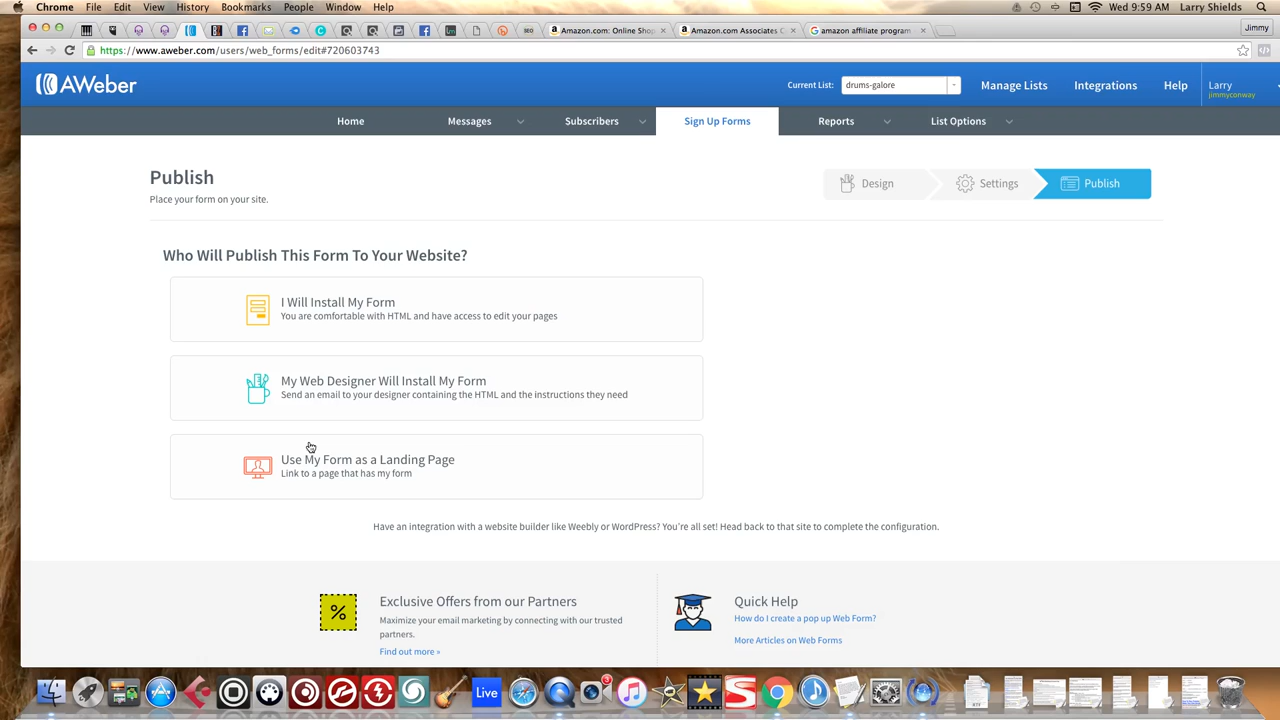 Chrome File Edit View History Bookmarks People Window Help Wed 9:59 AM Larry Shields
Amazon.com: Online Shop Amazon.com Associates C amazon affiliate program Jimmy
https://www.aweber.com/users/web_forms/edit#720603743
AWeber Current List: drums-galore Manage Lists Integrations Help Larry
jimmyconway
Home Messages Subscribers Sign Up Forms Reports List Options
Publish
Place your form on your site.
Design Settings Publish
Who Will Publish This Form To Your Website?
I Will Install My Form
You are comfortable with HTML and have access to edit your pages
My Web Designer Will Install My Form
Send an email to your designer containing the HTML and the instructions they need
Use My Form as a Landing Page
Link to a page that has my form
Have an integration with a website builder like Weebly or WordPress? You're all set! Head back to that site to complete the configuration.
%
Exclusive Offers from our Partners
Maximize your email marketing by connecting with our trusted
partners.
Find out more »
Quick Help
How do I create a pop up Web Form?
More Articles on Web Forms
Live
3